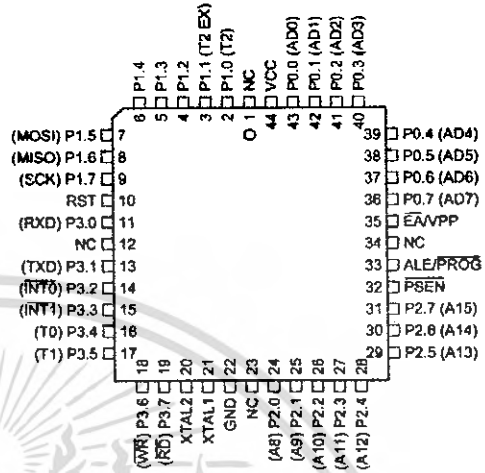 P1.4
P1.3
P1.2
P1.1 (T2 EX)
P1.0 (T2)
NC
VCC
P0.0 (AD0)
P0.1 (AD1)
P0.2 (AD2)
P0.3 (AD3)
6 5 4 3 2 1 44 43 42 41 40
(MOSI) P1.5 7
(MISO) P1.6 8
(SCK) P1.7 9
RST 10
(RXD) P3.0 11
NC 12
(TXD) P3.1 13
(INT0) P3.2 14
(INT1) P3.3 15
(T0) P3.4 16
(T1) P3.5 17
39 P0.4 (AD4)
38 P0.5 (AD5)
37 P0.6 (AD6)
36 P0.7 (AD7)
35 EA/VPP
34 NC
33 ALE/PROG
32 PSEN
31 P2.7 (A15)
30 P2.6 (A14)
29 P2.5 (A13)
18 19 20 21 22 23 24 25 26 27 28
(WR) P3.6
(RD) P3.7
XTAL2
XTAL1
GND
NC
(A8) P2.0
(A9) P2.1
(A10) P2.2
(A11) P2.3
(A12) P2.4